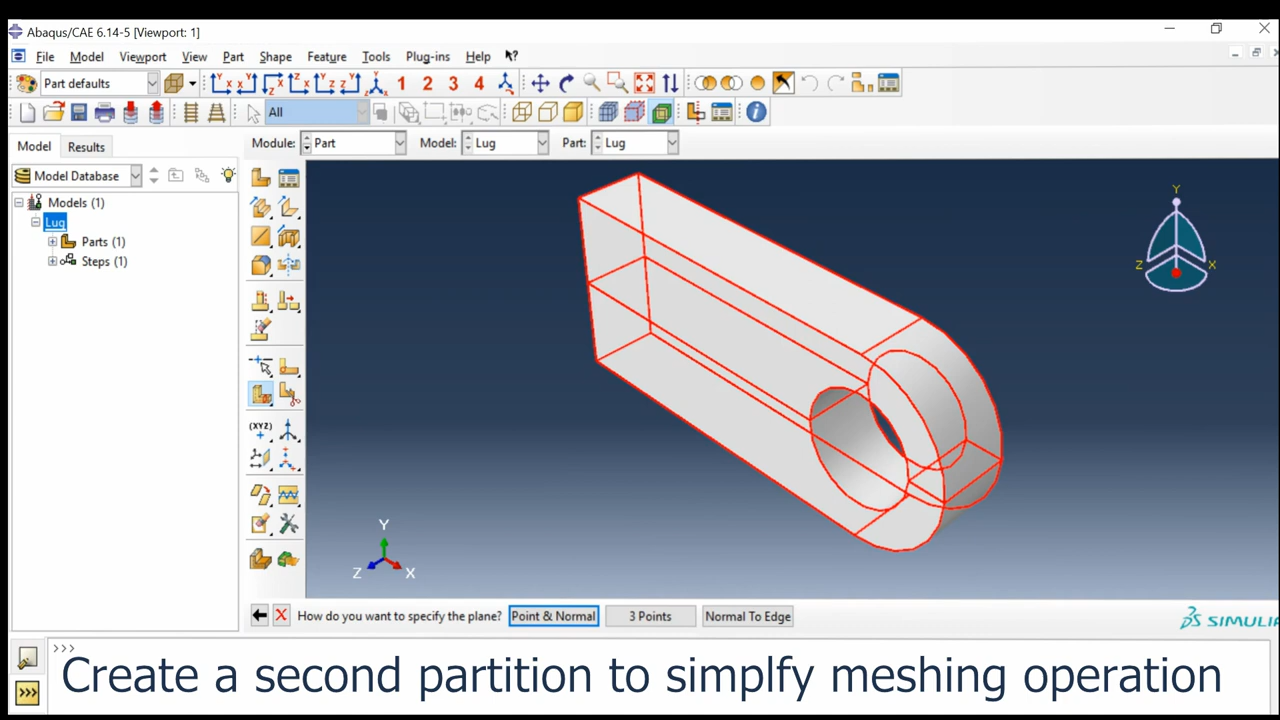 Abaqus/CAE 6.14-5 [Viewport: 1]
File Model Viewport View Part Shape Feature Tools Plug-ins Help
Part defaults
1 2 3 4
All
Model Results
Module: Part Model: Lug Part: Lug
Model Database
Models (1)
Lug
Parts (1)
Steps (1)
Y
Z X
(XYZ)
Y
Z X
How do you want to specify the plane? Point & Normal 3 Points Normal To Edge
SIMULIA
>>>
>>>
Create a second partition to simplfy meshing operation